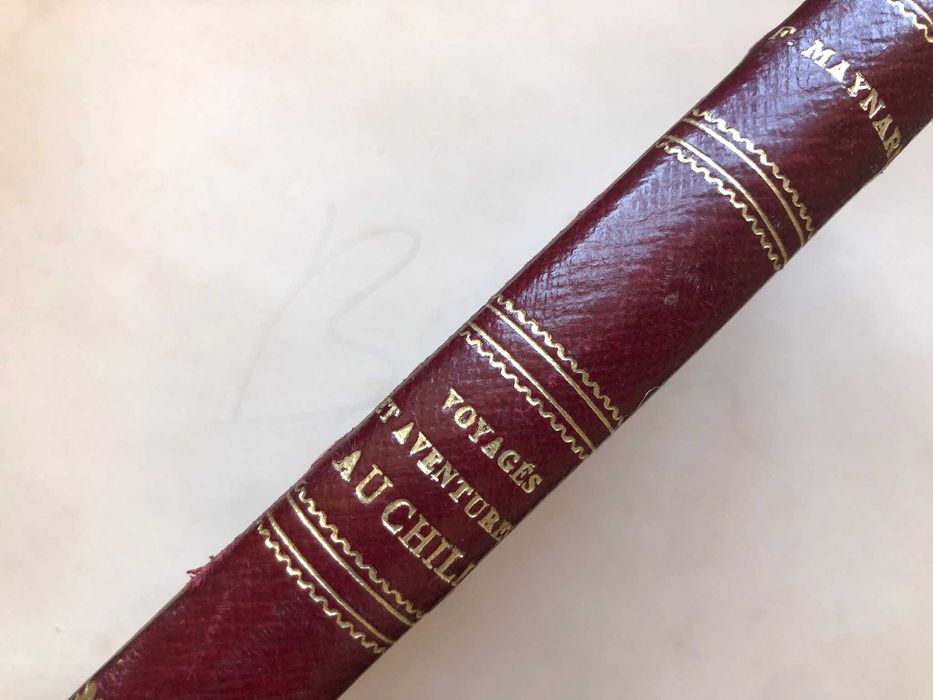 F. MAYNAR
VOYAGES
ET AVENTURE
AU CHIL